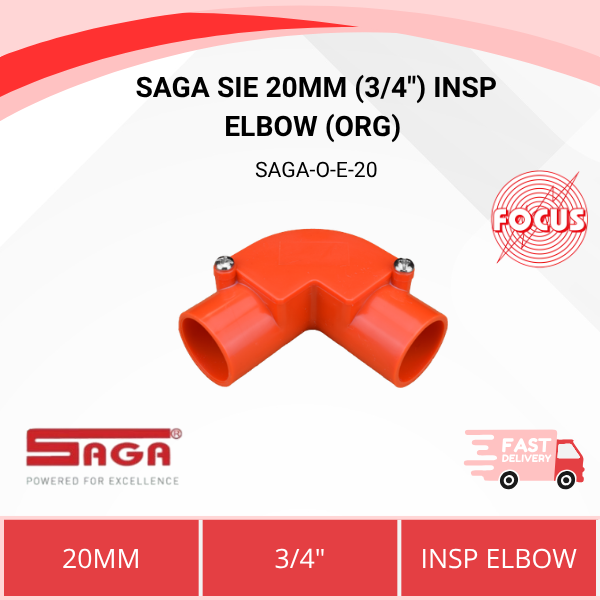 SAGA SIE 20MM (3/4") INSP
ELBOW (ORG)
SAGA-O-E-20
FOCUS
SAGA®
POWERED FOR EXCELLENCE
FAST
DELIVERY
20MM
3/4"
INSP ELBOW